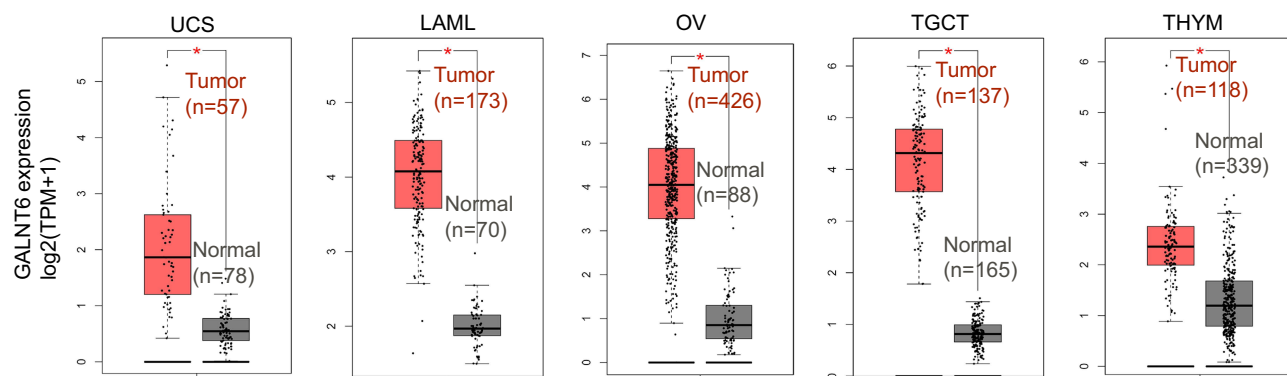 UCS
LAML
OV
TGCT
THYM
GALNT6 expression
log2(TPM+1)
0
1
2
3
4
5
*
Tumor
(n=57)
Normal
(n=78)
2
3
4
5
*
Tumor
(n=173)
Normal
(n=70)
0
1
2
3
4
5
6
7
*
Tumor
(n=426)
Normal
(n=88)
0
1
2
3
4
5
6
*
Tumor
(n=137)
Normal
(n=165)
0
1
2
3
4
5
6
*
Tumor
(n=118)
Normal
(n=339)